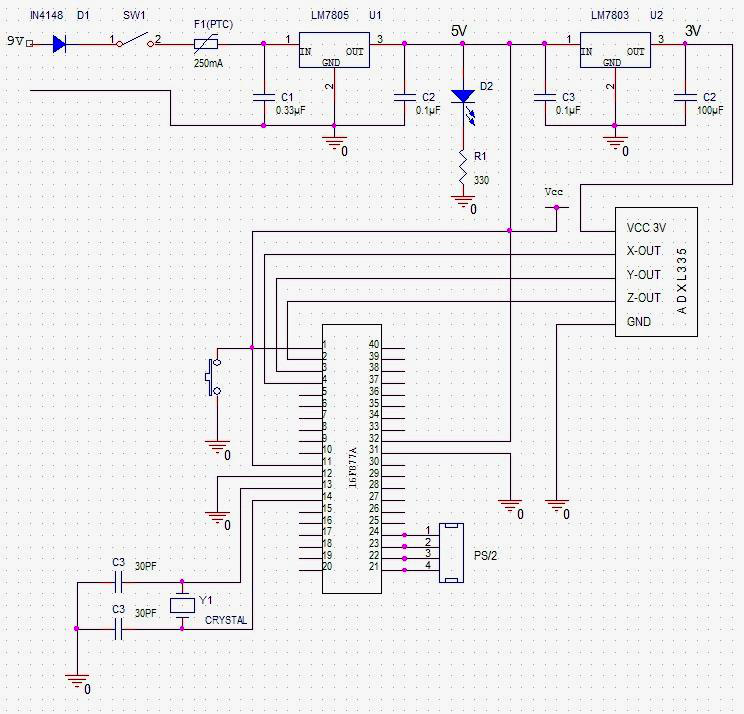 IN4148 D1 SW1 F1(PTC) LM7805 U1 LM7803 U2
9V 1 2 1 IN OUT 3 5V 1 IN OUT 3 3V
250mA GND GND
2 2
C1 C2 D2 C3 C2
0.33µF 0.1µF 0.1µF 100µF
0 0
R1
330
Vcc
0
VCC 3V
X-OUT
Y-OUT
Z-OUT
GND
ADXL335
1 40
2 39
3 38
4 37
5 36
6 35
7 34
8 33
9 32
10 31
11 30
12 29
13 28
14 27
15 26
16 25
17 24
18 23
19 22
20 21
16F877A
0
0 0 0
1
2
3
4
PS/2
C3 30PF
C3 30PF
Y1
CRYSTAL
0